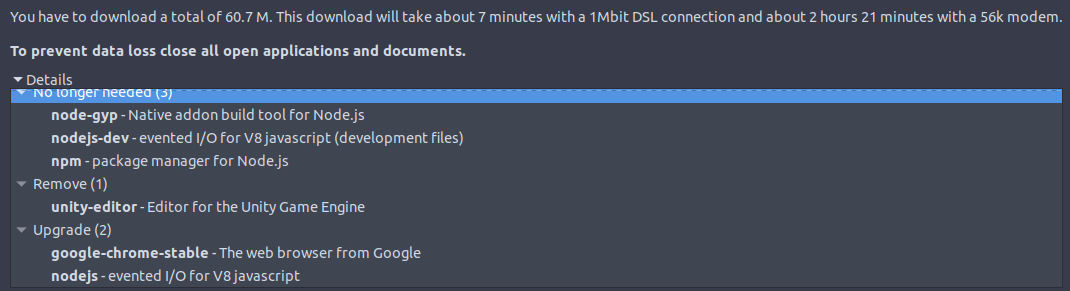 You have to download a total of 60.7 M. This download will take about 7 minutes with a 1Mbit DSL connection and about 2 hours 21 minutes with a 56k modem.
To prevent data loss close all open applications and documents.
Details
No longer needed (3)
node-gyp - Native addon build tool for Node.js
nodejs-dev - evented I/O for V8 javascript (development files)
npm - package manager for Node.js
Remove (1)
unity-editor - Editor for the Unity Game Engine
Upgrade (2)
google-chrome-stable - The web browser from Google
nodejs - evented I/O for V8 javascript